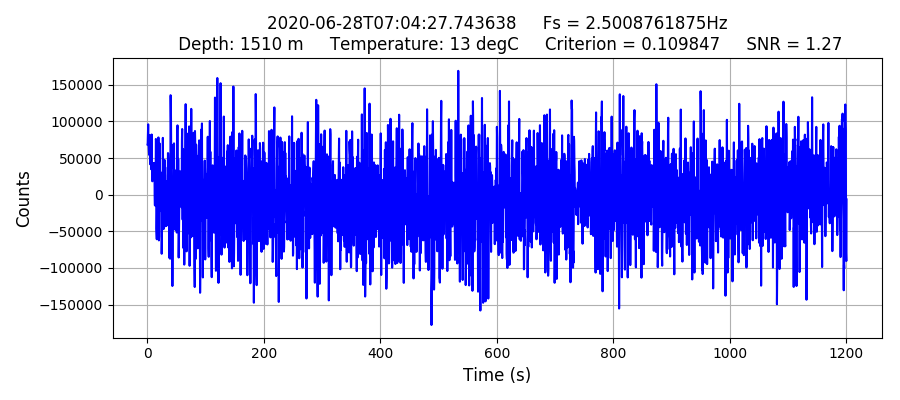 2020-06-28T07:04:27.743638 Fs = 2.5008761875Hz
Depth: 1510 m Temperature: 13 degC Criterion = 0.109847 SNR = 1.27
150000
100000
50000
0
−50000
−100000
−150000
Counts
0 200 400 600 800 1000 1200
Time (s)